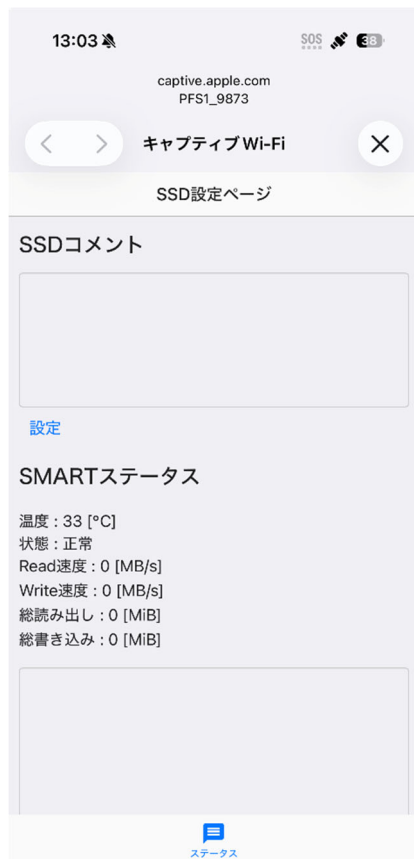 13:03
SOS
38
captive.apple.com
PFS1_9873
キャプティブ Wi-Fi
SSD設定ページ
SSDコメント
設定
SMARTステータス
温度 : 33 [°C]
状態 : 正常
Read速度 : 0 [MB/s]
Write速度 : 0 [MB/s]
総読み出し : 0 [MiB]
総書き込み : 0 [MiB]
ステータス